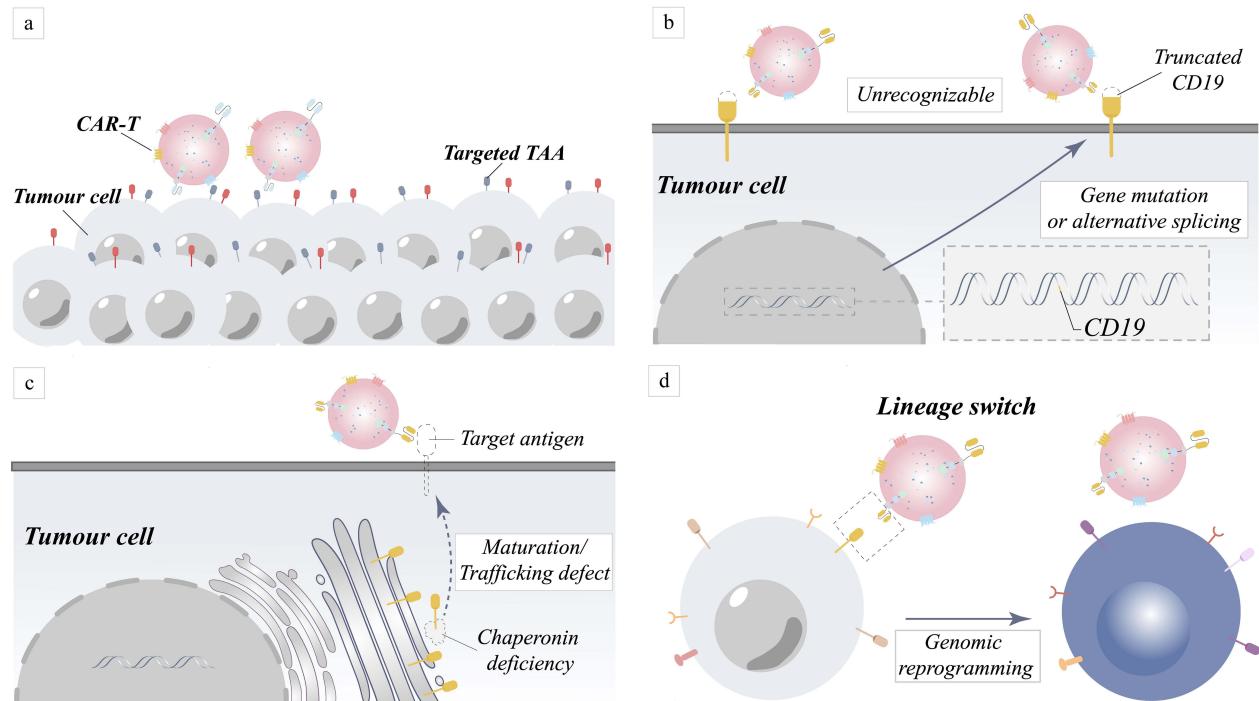 a
CAR-T
Targeted TAA
Tumour cell
b
Truncated
CD19
Unrecognizable
Tumour cell
Gene mutation
or alternative splicing
CD19
c
Target antigen
Tumour cell
Maturation/
Trafficking defect
Chaperonin
deficiency
d
Lineage switch
Genomic
reprogramming